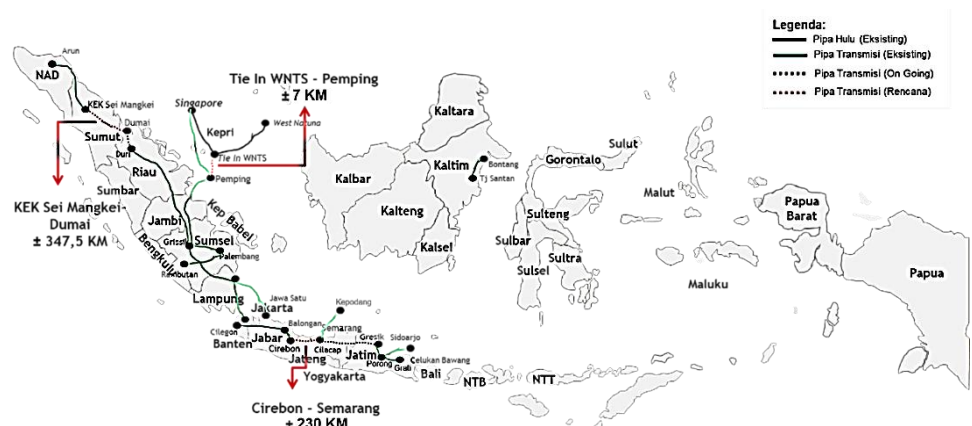 Legenda:
Pipa Hulu (Eksisting)
Pipa Transmisi (Eksisting)
Pipa Transmisi (On Going)
Pipa Transmisi (Rencana)
Arun
NAD
KEK Sei Mangkei
Sumut
Dumai
Duri
Riau
Sumbar
KEK Sei Mangkei-
Dumai
± 347,5 KM
Tie In WNTS - Pemping
± 7 KM
Singapore
Kepri
West Natuna
Tie In WNTS
Pemping
Kep Babel
Jambi
Bengkulu
Grissik
Sumsel
Palembang
Rambutan
Lampung
Jawa Satu
Jakarta
Cilegon
Banten
Jabar
Balongan
Cirebon
Kepodang
Semarang
Cilacap
Jateng
Yogyakarta
Gresik
Sidoarjo
Jatim
Porong
Grati
Celukan Bawang
Bali
NTB
NTT
Cirebon - Semarang
± 230 KM
Kaltara
Kaltim
Bontang
Tj Santan
Kalbar
Kalteng
Kalsel
Sulut
Gorontalo
Sulteng
Sulbar
Sultra
Sulsel
Malut
Maluku
Papua
Barat
Papua